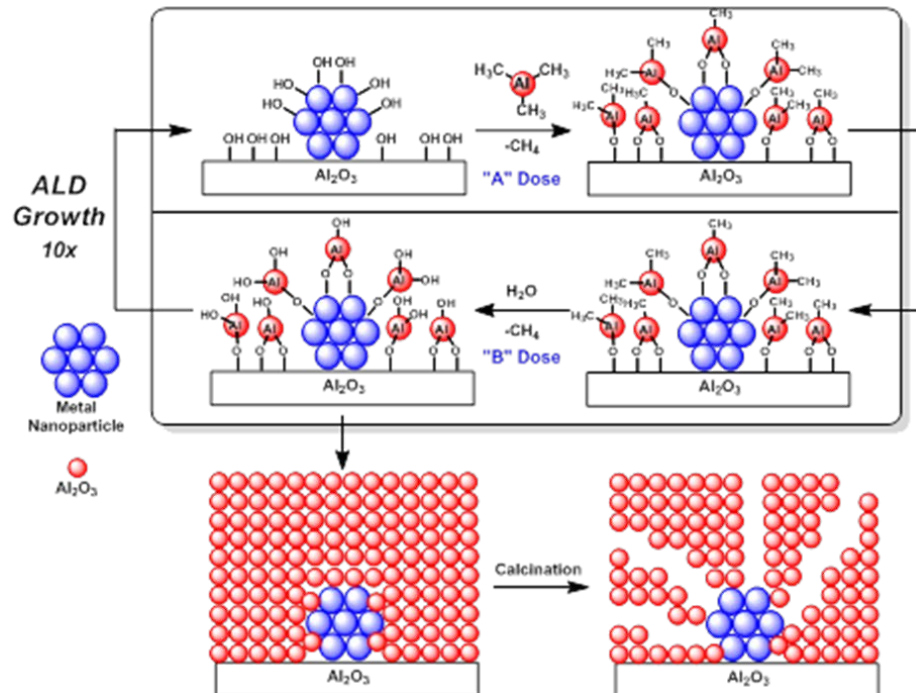 OH OH
HO OH
HO OH
OH OH OH OH OH OH
Al₂O₃
H₃C CH₃
Al
CH₃
-CH₄
"A" Dose
CH₃
Al
CH₃ O O CH₃
H₃C Al O O Al CH₃
CH₃ H₃C CH₃ CH₃
H₃C Al Al Al CH₃ Al
O O O O O O
Al₂O₃
ALD
Growth
10x
OH
Al
OH O O OH
HO Al O O Al OH
OH HO OH OH
HO Al Al Al OH Al
O O O O O O
Al₂O₃
H₂O
-CH₄
"B" Dose
CH₃
Al
CH₃ O O CH₃
H₃C Al O O Al CH₃
CH₃ H₃C CH₃ CH₃
H₃C Al Al Al CH₃ Al
O O O O O O
Al₂O₃
Metal
Nanoparticle
Al₂O₃
Calcination
Al₂O₃
Al₂O₃